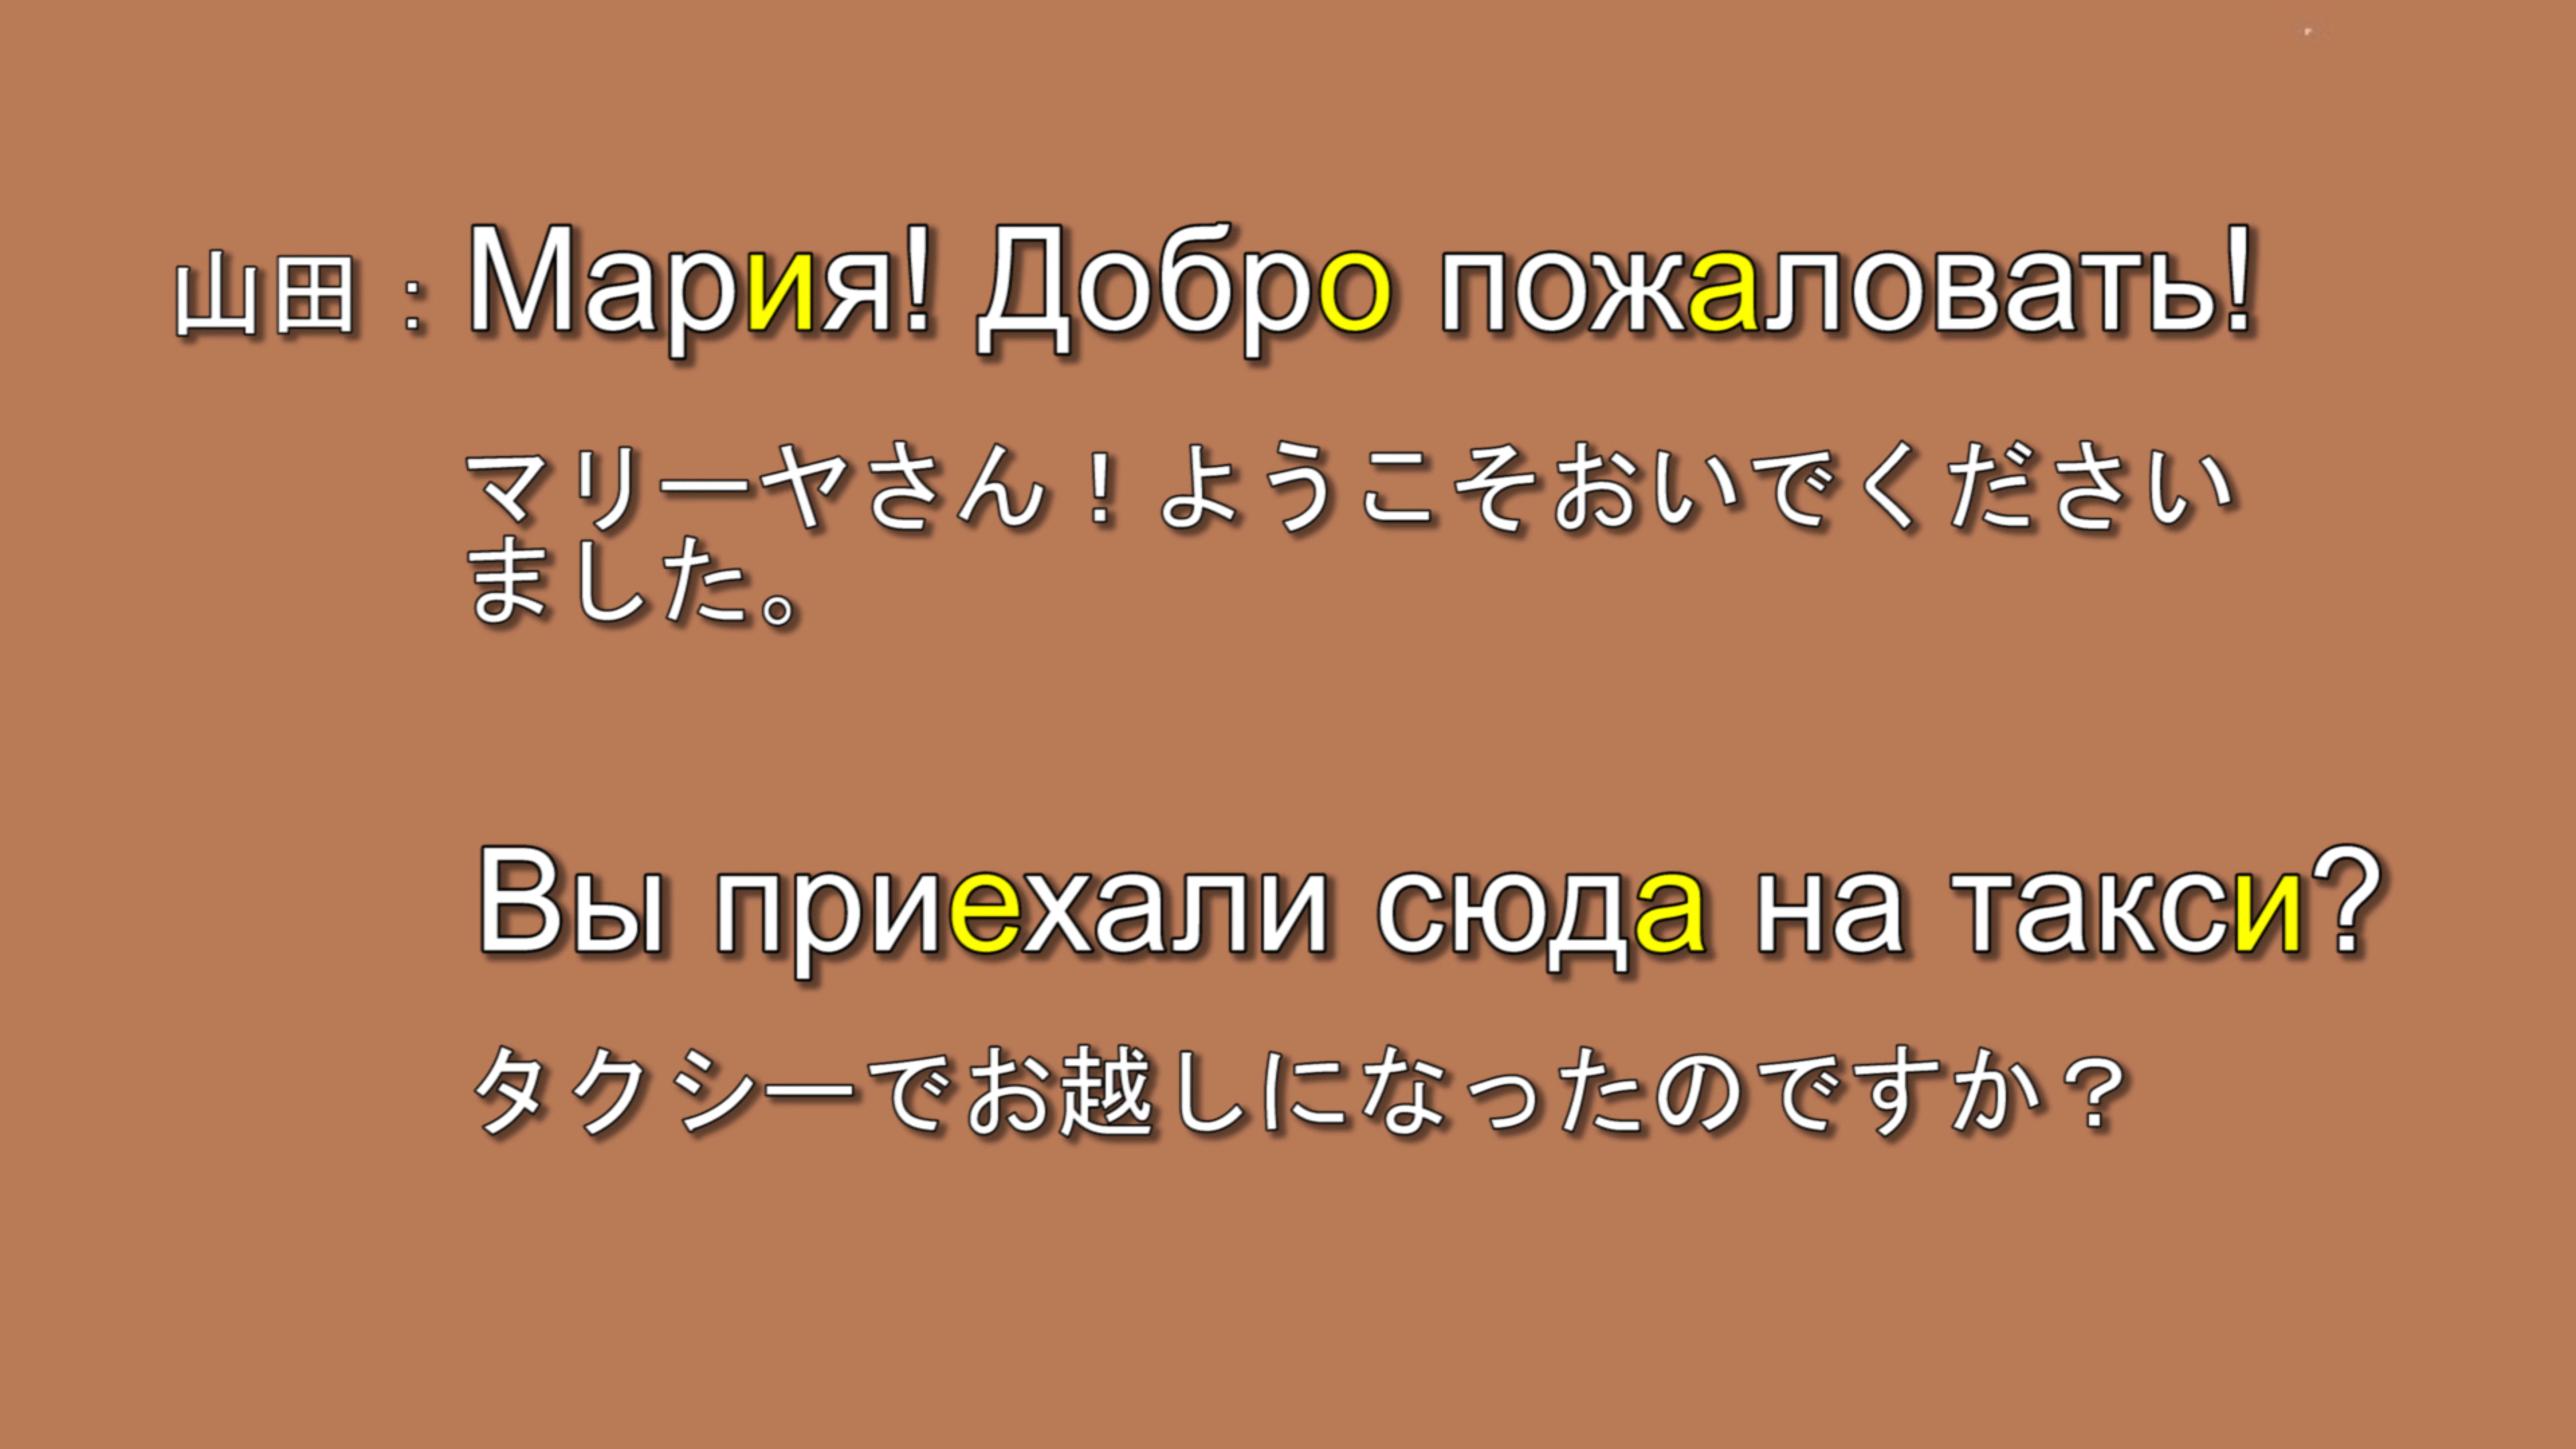 山田：Мария! Добро пожаловать!
マリーヤさん！ようこそおいでください
ました。
Вы приехали сюда на такси?
タクシーでお越しになったのですか？